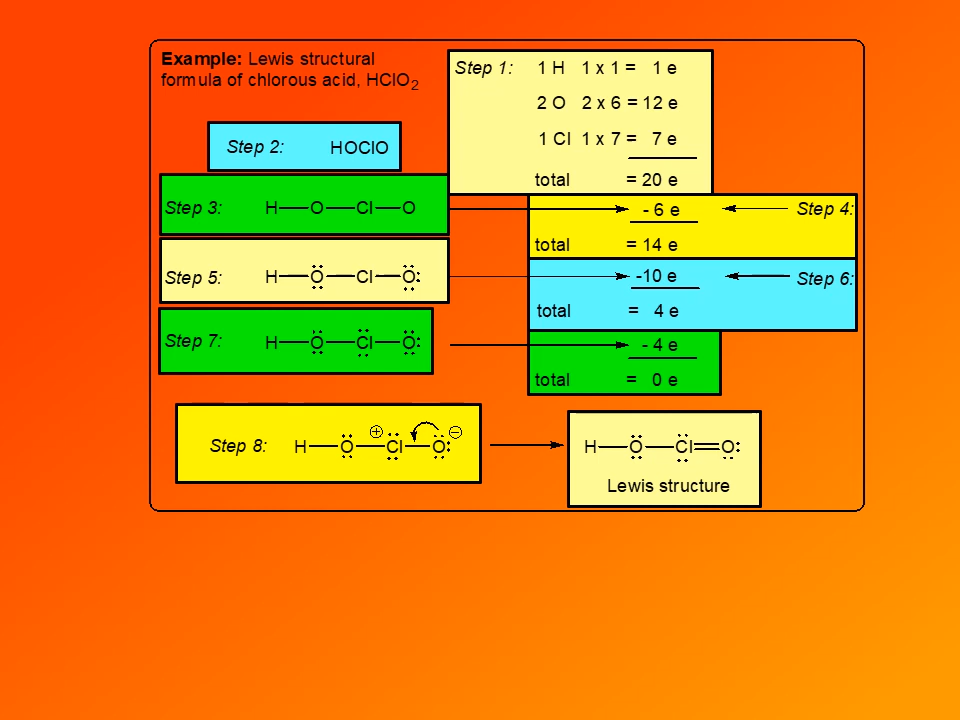 Example: Lewis structural
formula of chlorous acid, HClO2
Step 1: 1 H 1 x 1 = 1 e
2 O 2 x 6 = 12 e
1 Cl 1 x 7 = 7 e
total = 20 e
Step 2: HOClO
Step 3: H O Cl O
- 6 e Step 4:
total = 14 e
Step 5: H O Cl O
-10 e Step 6:
total = 4 e
Step 7: H O Cl O
- 4 e
total = 0 e
Step 8: H O + Cl O −
H O Cl O
Lewis structure